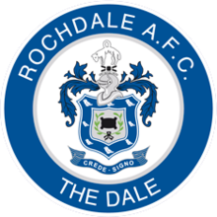 ROCHDALE A.F.C.
CREDE · SIGNO
THE DALE